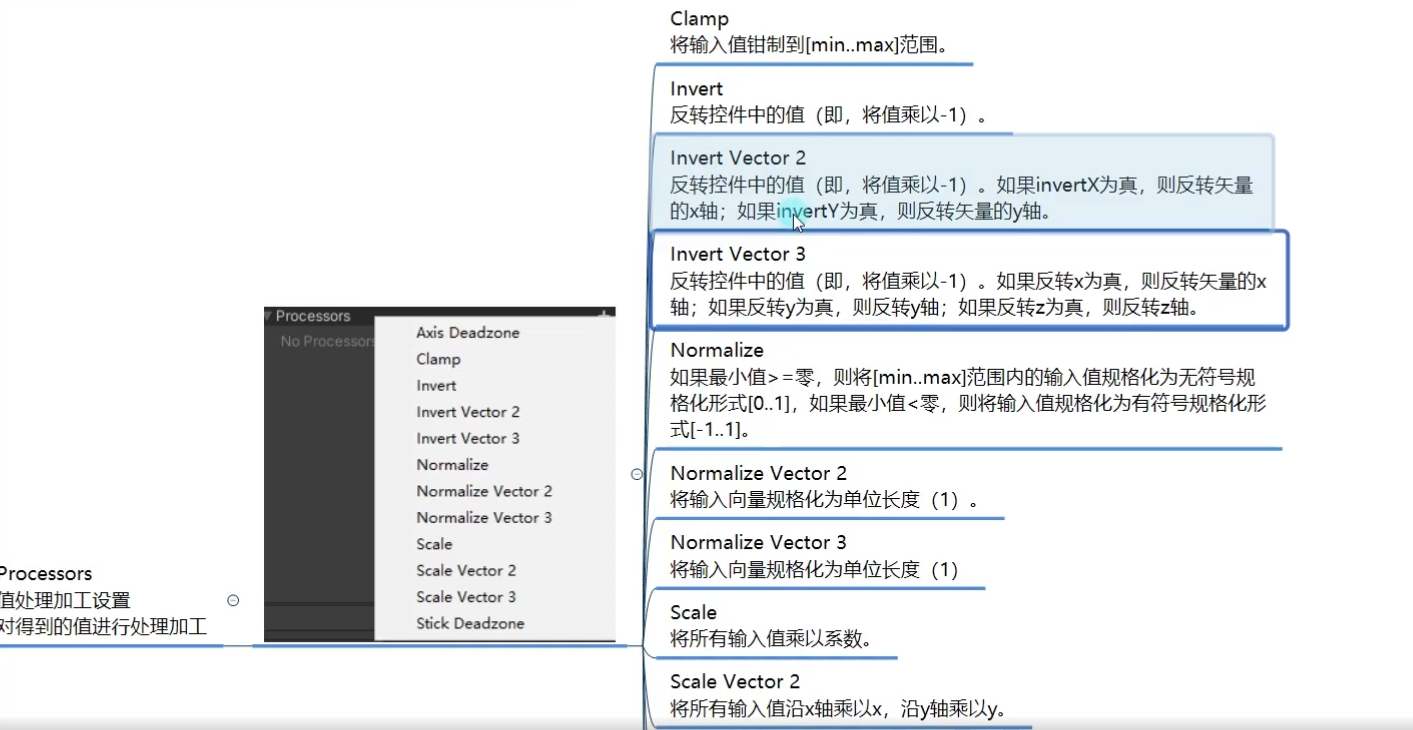 Clamp
将输入值钳制到[min..max]范围。
Invert
反转控件中的值（即，将值乘以-1）。
Invert Vector 2
反转控件中的值（即，将值乘以-1）。如果invertX为真，则反转矢量
的x轴；如果invertY为真，则反转矢量的y轴。
Invert Vector 3
反转控件中的值（即，将值乘以-1）。如果反转x为真，则反转矢量的x
轴；如果反转y为真，则反转y轴；如果反转z为真，则反转z轴。
Normalize
如果最小值>=零，则将[min..max]范围内的输入值规格化为无符号规
格化形式[0..1]，如果最小值<零，则将输入值规格化为有符号规格化形
式[-1..1]。
Normalize Vector 2
将输入向量规格化为单位长度（1）。
Normalize Vector 3
将输入向量规格化为单位长度（1）
Scale
将所有输入值乘以系数。
Scale Vector 2
将所有输入值沿x轴乘以x，沿y轴乘以y。
Processors
No Processors
Axis Deadzone
Clamp
Invert
Invert Vector 2
Invert Vector 3
Normalize
Normalize Vector 2
Normalize Vector 3
Scale
Scale Vector 2
Scale Vector 3
Stick Deadzone
Processors
值处理加工设置
对得到的值进行处理加工